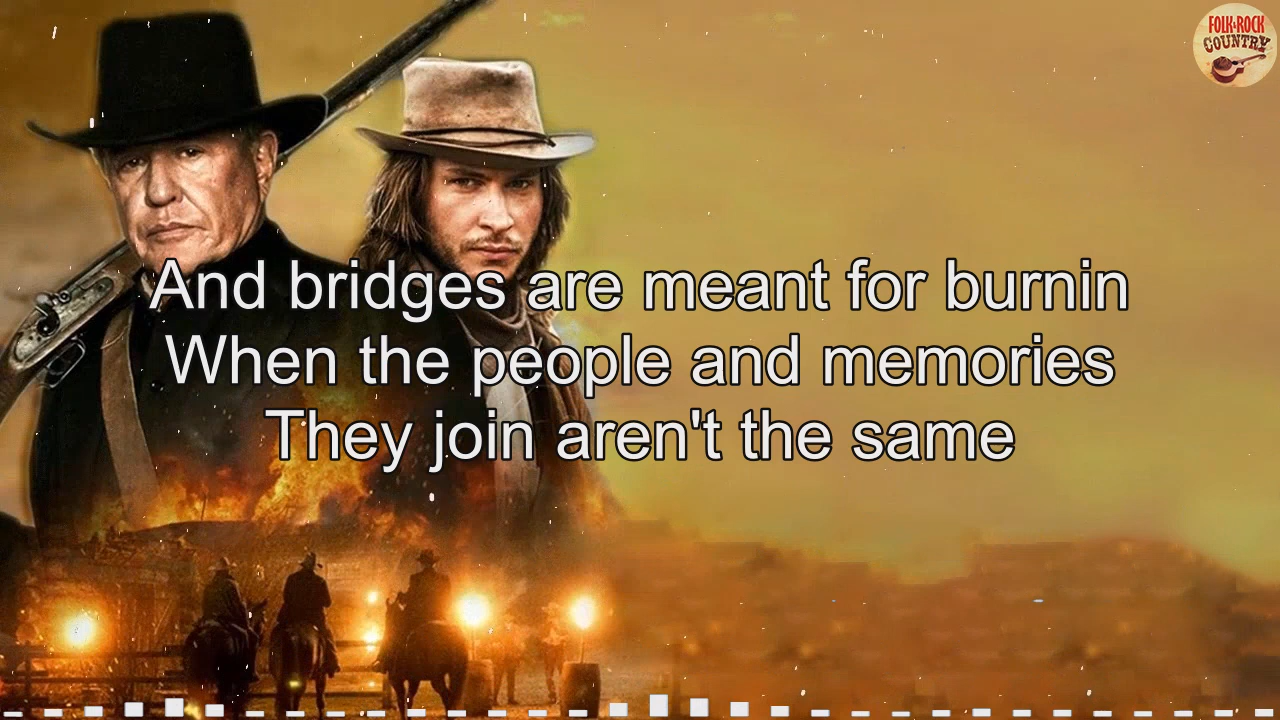 FOLK & ROCK
COUNTRY
And bridges are meant for burnin
When the people and memories
They join aren't the same